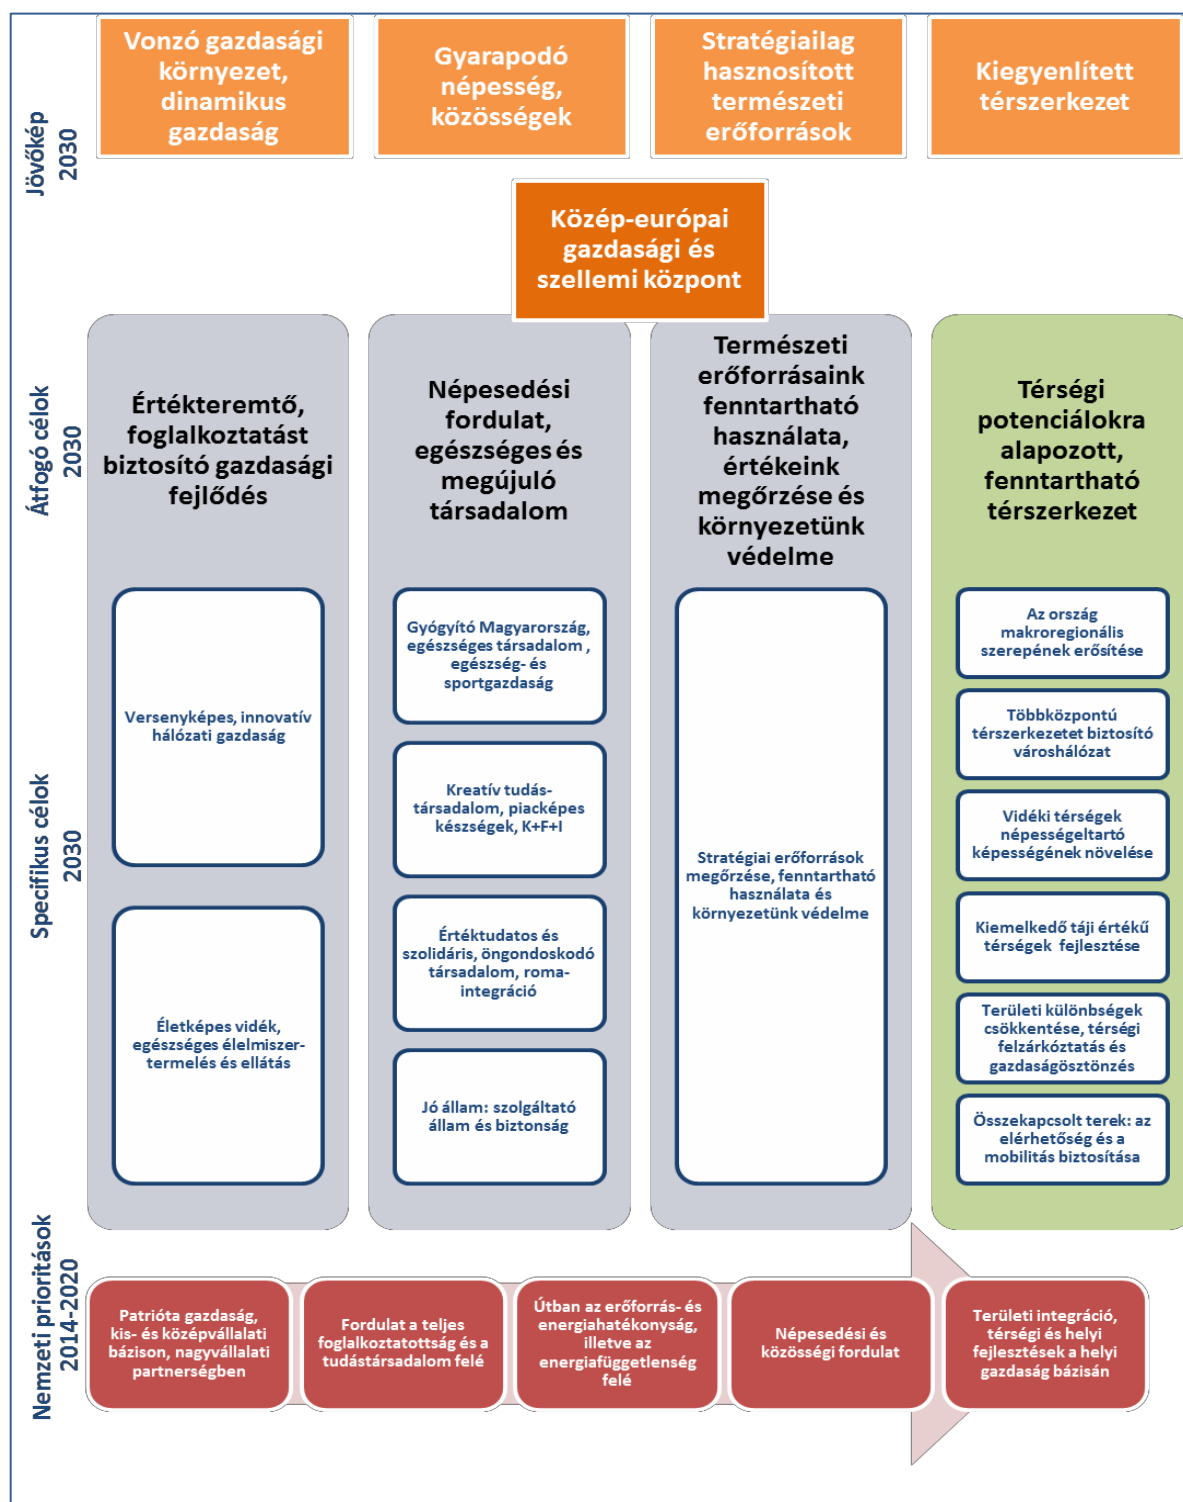 Jövőkép
2030
Vonzó gazdasági
környezet,
dinamikus
gazdaság
Gyarapodó
népesség,
közösségek
Stratégiailag
hasznosított
természeti
erőforrások
Kiegyenlített
térszerkezet
Közép-európai
gazdasági és
szellemi központ
Átfogó célok
2030
Értékteremtő,
foglalkoztatást
biztosító gazdasági
fejlődés
Népesedési
fordulat,
egészséges és
megújuló
társadalom
Természeti
erőforrásaink
fenntartható
használata,
értékeink
megőrzése és
környezetünk
védelme
Térségi
potenciálokra
alapozott,
fenntartható
térszerkezet
Specifikus célok
2030
Versenyképes, innovatív
hálózati gazdaság
Életképes vidék,
egészséges élelmiszer-
termelés és ellátás
Gyógyító Magyarország,
egészséges társadalom ,
egészség- és
sportgazdaság
Kreatív tudás-
társadalom, piacképes
készségek, K+F+I
Értéktudatos és
szolidáris, öngondoskodó
társadalom, roma-
integráció
Jó állam: szolgáltató
állam és biztonság
Stratégiai erőforrások
megőrzése, fenntartható
használata és
környezetünk védelme
Az ország
makroregionális
szerepének erősítése
Többközpontú
térszerkezetet biztosító
városhálózat
Vidéki térségek
népességeltartó
képességének növelése
Kiemelkedő táji értékű
térségek fejlesztése
Területi különbségek
csökkentése, térségi
felzárkóztatás és
gazdaságösztönzés
Összekapcsolt terek: az
elérhetőség és a
mobilitás biztosítása
Nemzeti prioritások
2014-2020
Patrióta gazdaság,
kis- és középvállalati
bázison, nagyvállalati
partnerségben
Fordulat a teljes
foglalkoztatottság és a
tudástársadalom felé
Útban az erőforrás- és
energiahatékonyság,
illetve az
energiafüggetlenség
felé
Népesedési és
közösségi fordulat
Területi integráció,
térségi és helyi
fejlesztések a helyi
gazdaság bázisán